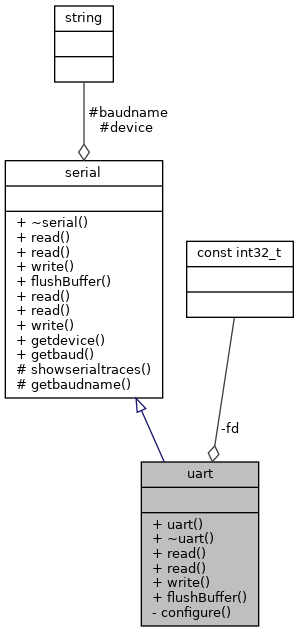 string
#baudname
#device
serial
+ ~serial()
+ read()
+ read()
+ write()
+ flushBuffer()
+ read()
+ read()
+ write()
+ getdevice()
+ getbaud()
# showserialtraces()
# getbaudname()
const int32_t
-fd
uart
+ uart()
+ ~uart()
+ read()
+ read()
+ write()
+ flushBuffer()
- configure()